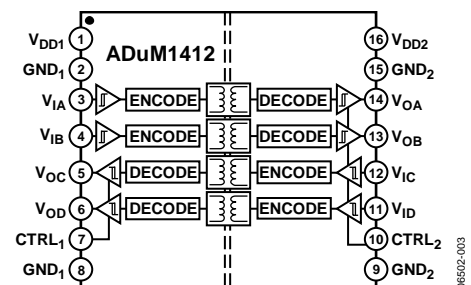 ADuM1412
VDD1 1 16 VDD2
GND1 2 15 GND2
VIA 3 ENCODE DECODE 14 VOA
VIB 4 ENCODE DECODE 13 VOB
VOC 5 DECODE ENCODE 12 VIC
VOD 6 DECODE ENCODE 11 VID
CTRL1 7 10 CTRL2
GND1 8 9 GND2
06502-003